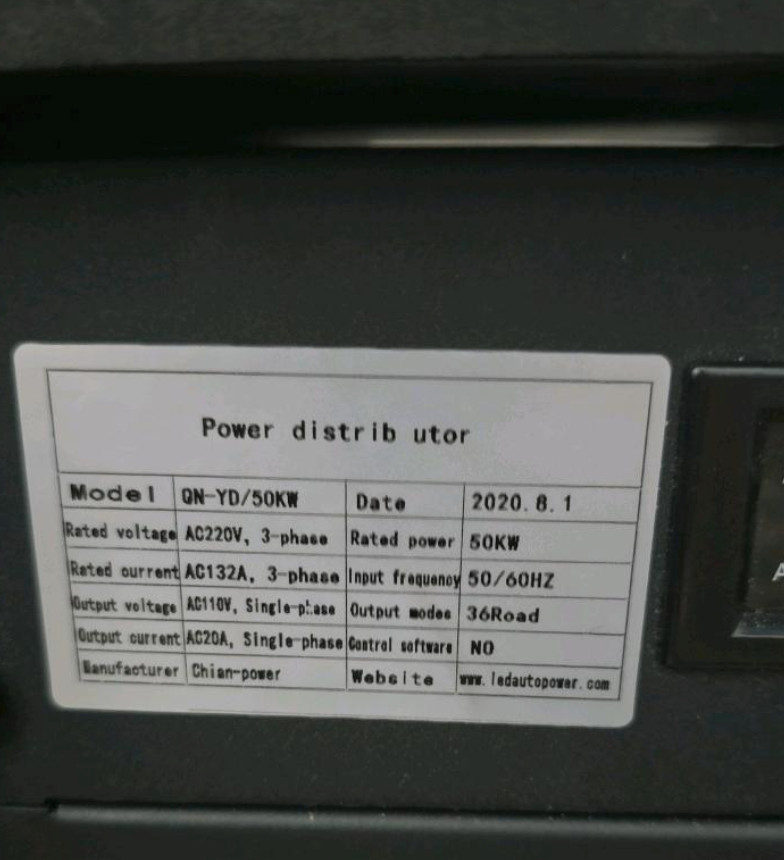 Power distrib utor
Model QN-YD/50KW Date 2020. 8. 1
Rated voltage AC220V, 3-phase Rated power 50KW
Rated current AC132A, 3-phase Input frequency 50/60HZ
Output voltage AC110V, Single-phase Output modes 36Road
Output current AC20A, Single-phase Control software NO
Manufacturer Chian-power Website www.ledautopower.com
A